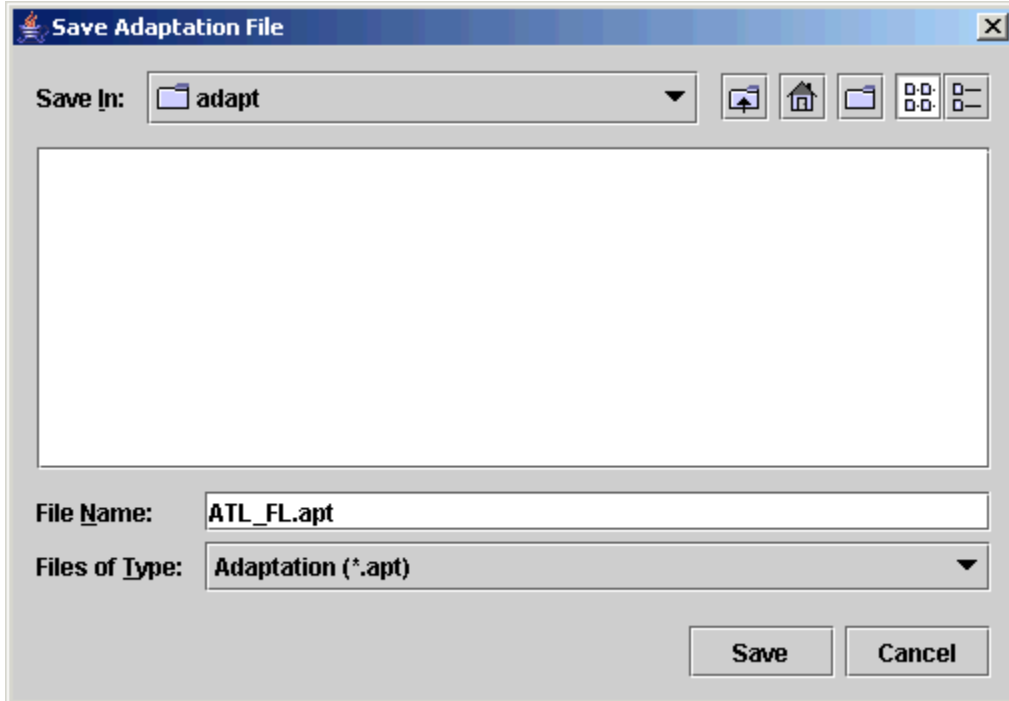 Save Adaptation File
Save In: adapt
File Name: ATL_FL.apt
Files of Type: Adaptation (*.apt)
Save Cancel